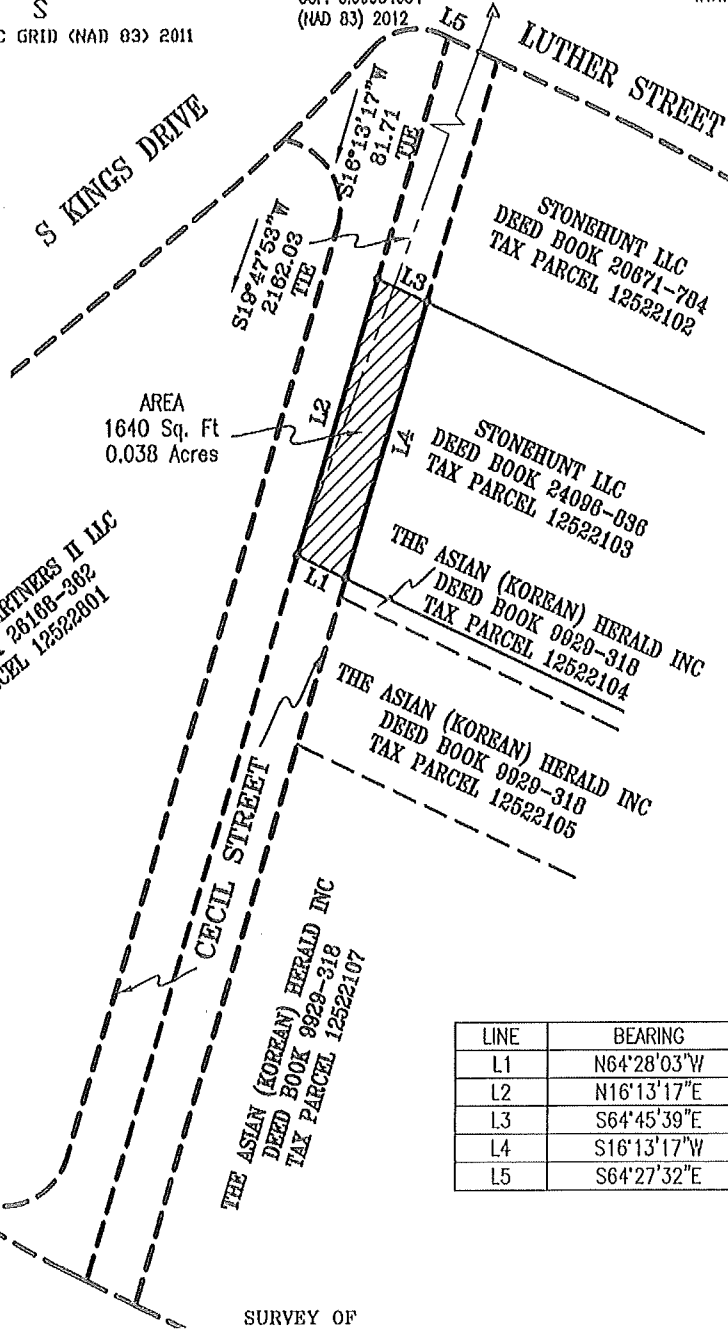 S
C GRID (NAD 83) 2011
(NAD 83) 2012
L5
LUTHER STREET
S KINGS DRIVE
S16°13'17"W
81.71
TIE
S19°47'53"W
2162.03
TIE
STONEHUNT LLC
DEED BOOK 20671-784
TAX PARCEL 12522102
L3
AREA
1640 Sq. Ft
0.038 Acres
L2
L4
STONEHUNT LLC
DEED BOOK 24096-836
TAX PARCEL 12522103
RTNERS II LLC
26168-362
CEL 12522801
L1
THE ASIAN (KOREAN) HERALD INC
DEED BOOK 9929-318
TAX PARCEL 12522104
THE ASIAN (KOREAN) HERALD INC
DEED BOOK 9929-318
TAX PARCEL 12522105
CECIL STREET
THE ASIAN (KOREAN) HERALD INC
DEED BOOK 9929-318
TAX PARCEL 12522107
LINE BEARING
L1 N64°28'03"W
L2 N16°13'17"E
L3 S64°45'39"E
L4 S16°13'17"W
L5 S64°27'32"E
SURVEY OF